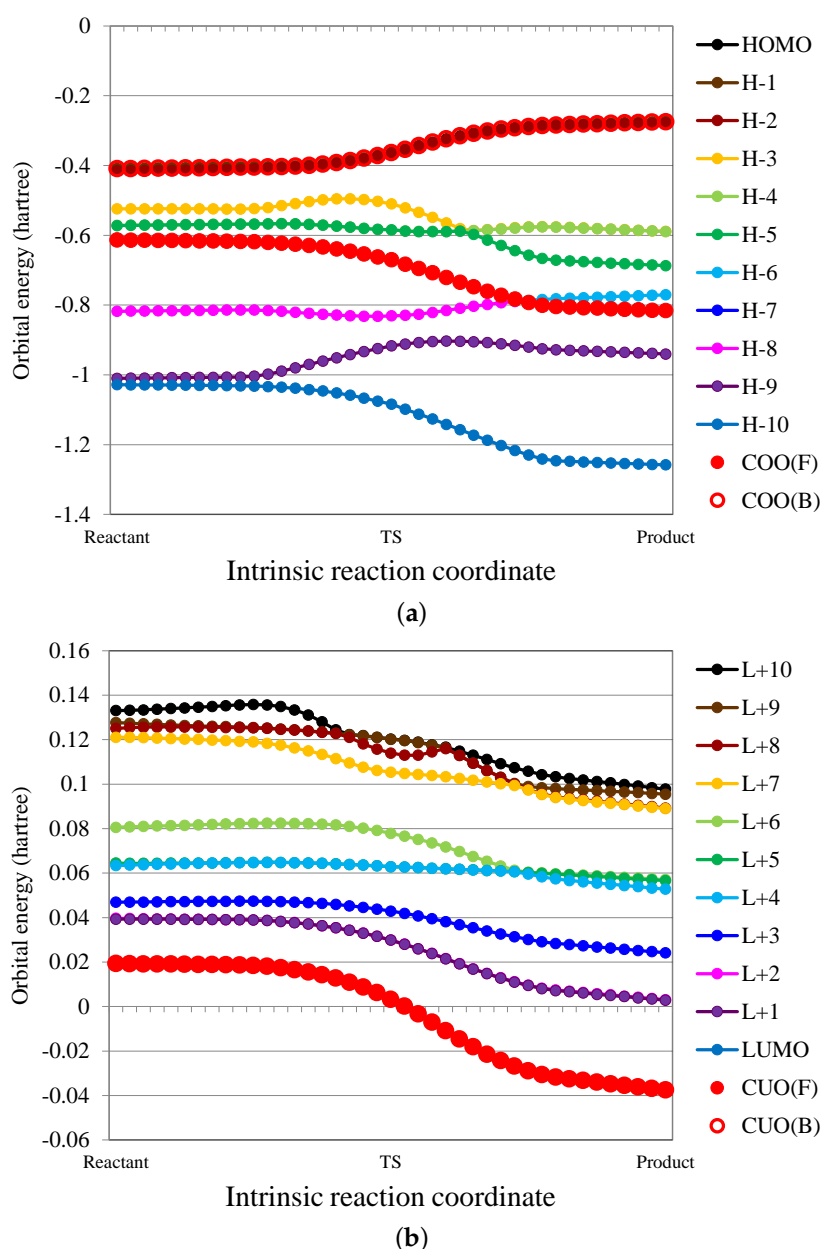 0
-0.2
-0.4
-0.6
-0.8
-1
-1.2
-1.4
Orbital energy (hartree)
Reactant TS Product
Intrinsic reaction coordinate
HOMO
H-1
H-2
H-3
H-4
H-5
H-6
H-7
H-8
H-9
H-10
COO(F)
COO(B)
(a)
0.16
0.14
0.12
0.1
0.08
0.06
0.04
0.02
0
-0.02
-0.04
-0.06
Orbital energy (hartree)
Reactant TS Product
Intrinsic reaction coordinate
L+10
L+9
L+8
L+7
L+6
L+5
L+4
L+3
L+2
L+1
LUMO
CUO(F)
CUO(B)
(b)